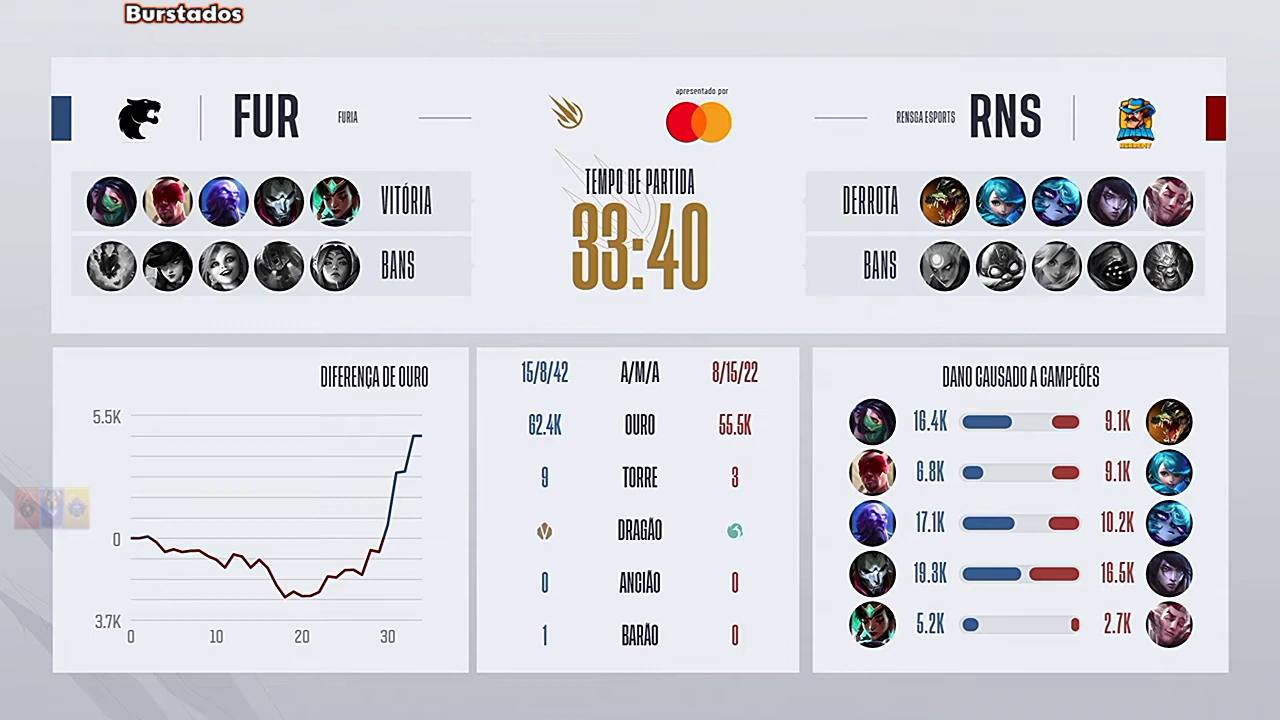 Burstados
FUR
FURIA
apresentado por
RENSGA ESPORTS
RNS
RENSGA
ACADEMY
VITÓRIA
TEMPO DE PARTIDA
DERROTA
33:40
BANS
BANS
DIFERENÇA DE OURO
5.5K
0
3.7K
0 10 20 30
15/8/42 A/M/A 8/15/22
62.4K OURO 55.5K
9 TORRE 3
DRAGÃO
0 ANCIÃO 0
1 BARÃO 0
DANO CAUSADO A CAMPEÕES
16.4K 9.1K
6.8K 9.1K
17.1K 10.2K
19.3K 16.5K
5.2K 2.7K